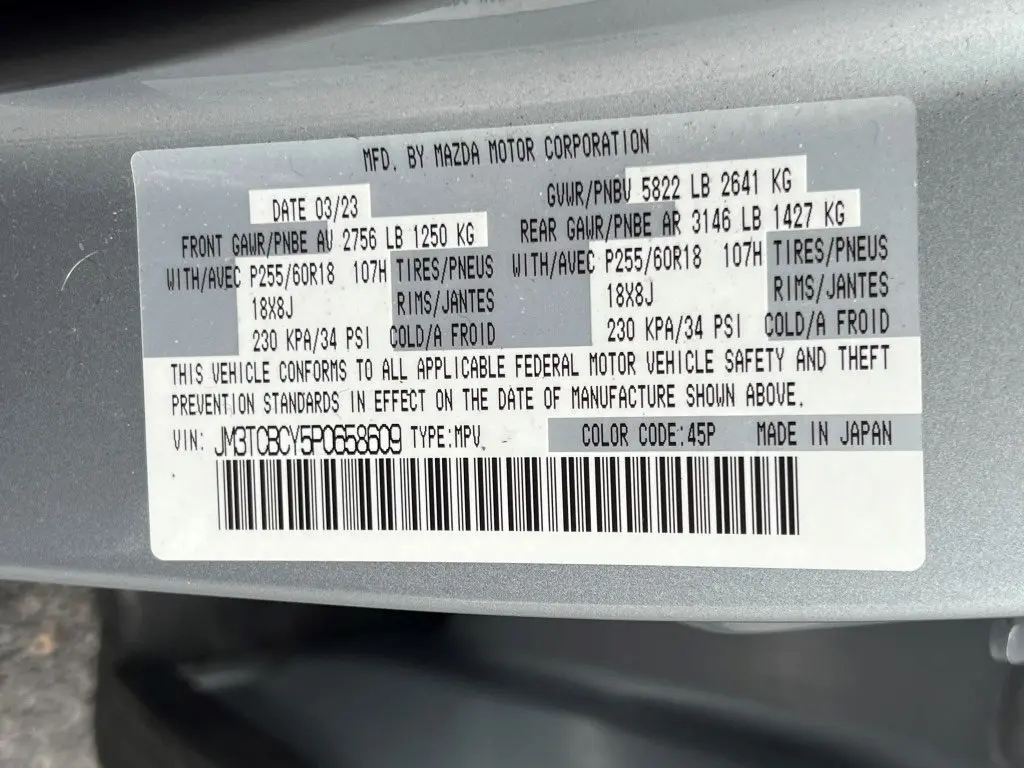 MFD. BY MAZDA MOTOR CORPORATION
DATE 03/23 GVWR/PNBV 5822 LB 2641 KG
FRONT GAWR/PNBE AV 2756 LB 1250 KG REAR GAWR/PNBE AR 3146 LB 1427 KG
WITH/AVEC P255/60R18 107H TIRES/PNEUS WITH/AVEC P255/60R18 107H TIRES/PNEUS
18X8J RIMS/JANTES 18X8J RIMS/JANTES
230 KPA/34 PSI COLD/A FROID 230 KPA/34 PSI COLD/A FROID
THIS VEHICLE CONFORMS TO ALL APPLICABLE FEDERAL MOTOR VEHICLE SAFETY AND THEFT
PREVENTION STANDARDS IN EFFECT ON THE DATE OF MANUFACTURE SHOWN ABOVE.
VIN: JM3TCBCY5P0658609 TYPE:MPV COLOR CODE:45P MADE IN JAPAN